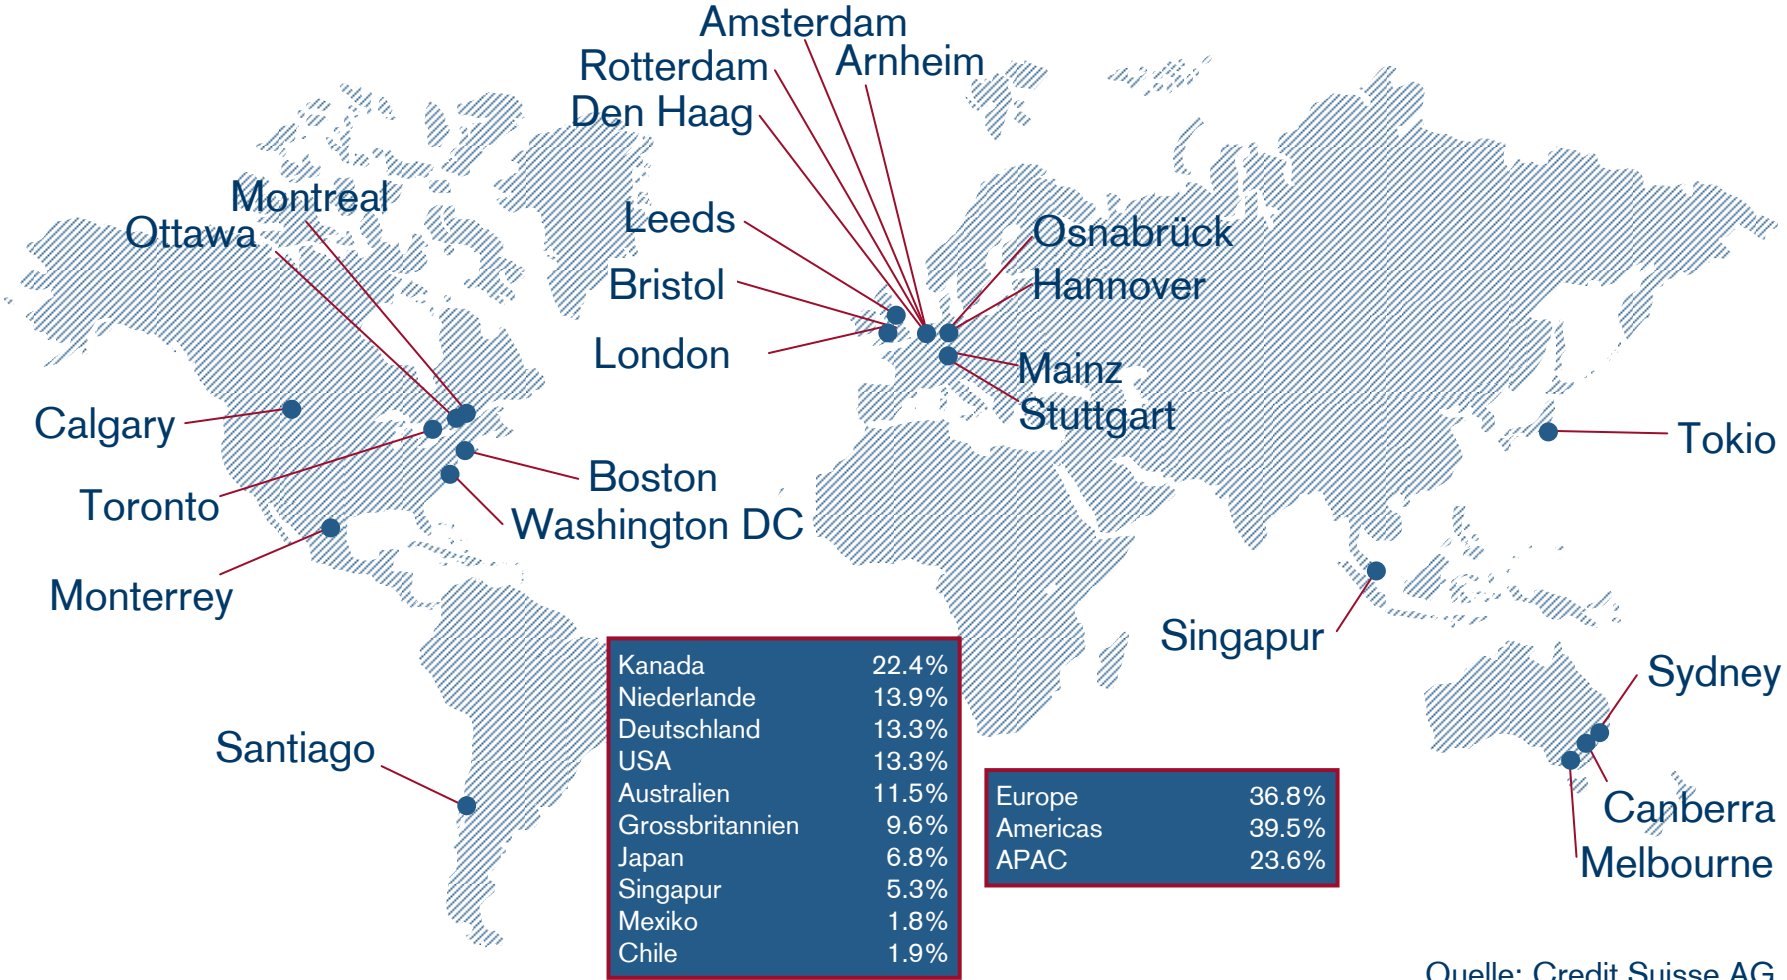 Amsterdam
Arnheim
Rotterdam
Den Haag
Montreal
Ottawa
Leeds
Osnabrück
Bristol
Hannover
London
Mainz
Stuttgart
Calgary
Tokio
Boston
Toronto
Washington DC
Monterrey
Singapur
Sydney
Santiago
Canberra
Melbourne
Kanada 22.4%
Niederlande 13.9%
Deutschland 13.3%
USA 13.3%
Australien 11.5%
Grossbritannien 9.6%
Japan 6.8%
Singapur 5.3%
Mexiko 1.8%
Chile 1.9%
Europe 36.8%
Americas 39.5%
APAC 23.6%
Quelle: Credit Suisse AG